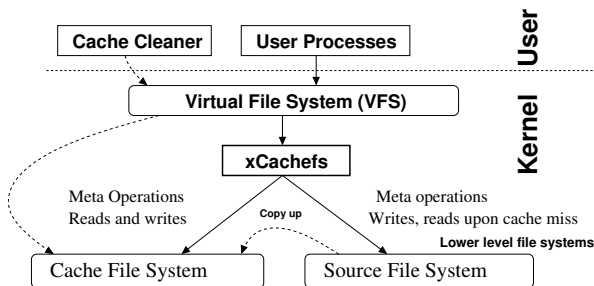 Cache Cleaner
User Processes
User
Virtual File System (VFS)
Kernel
xCachefs
Meta Operations
Reads and writes
Copy up
Meta operations
Writes, reads upon cache miss
Lower level file systems
Cache File System
Source File System